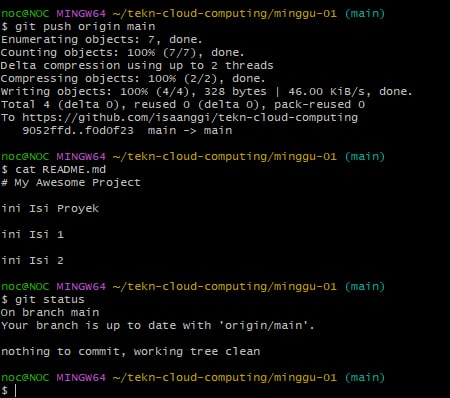 noc@NOC MINGW64 ~/tekn-cloud-computing/minggu-01 (main)
$ git push origin main
Enumerating objects: 7, done.
Counting objects: 100% (7/7), done.
Delta compression using up to 2 threads
Compressing objects: 100% (2/2), done.
Writing objects: 100% (4/4), 328 bytes | 46.00 KiB/s, done.
Total 4 (delta 0), reused 0 (delta 0), pack-reused 0
To https://github.com/isaanggi/tekn-cloud-computing
   9052ffd..f0d0f23  main -> main

noc@NOC MINGW64 ~/tekn-cloud-computing/minggu-01 (main)
$ cat README.md
# My Awesome Project

ini Isi Proyek

ini Isi 1

ini Isi 2

noc@NOC MINGW64 ~/tekn-cloud-computing/minggu-01 (main)
$ git status
On branch main
Your branch is up to date with 'origin/main'.

nothing to commit, working tree clean

noc@NOC MINGW64 ~/tekn-cloud-computing/minggu-01 (main)
$